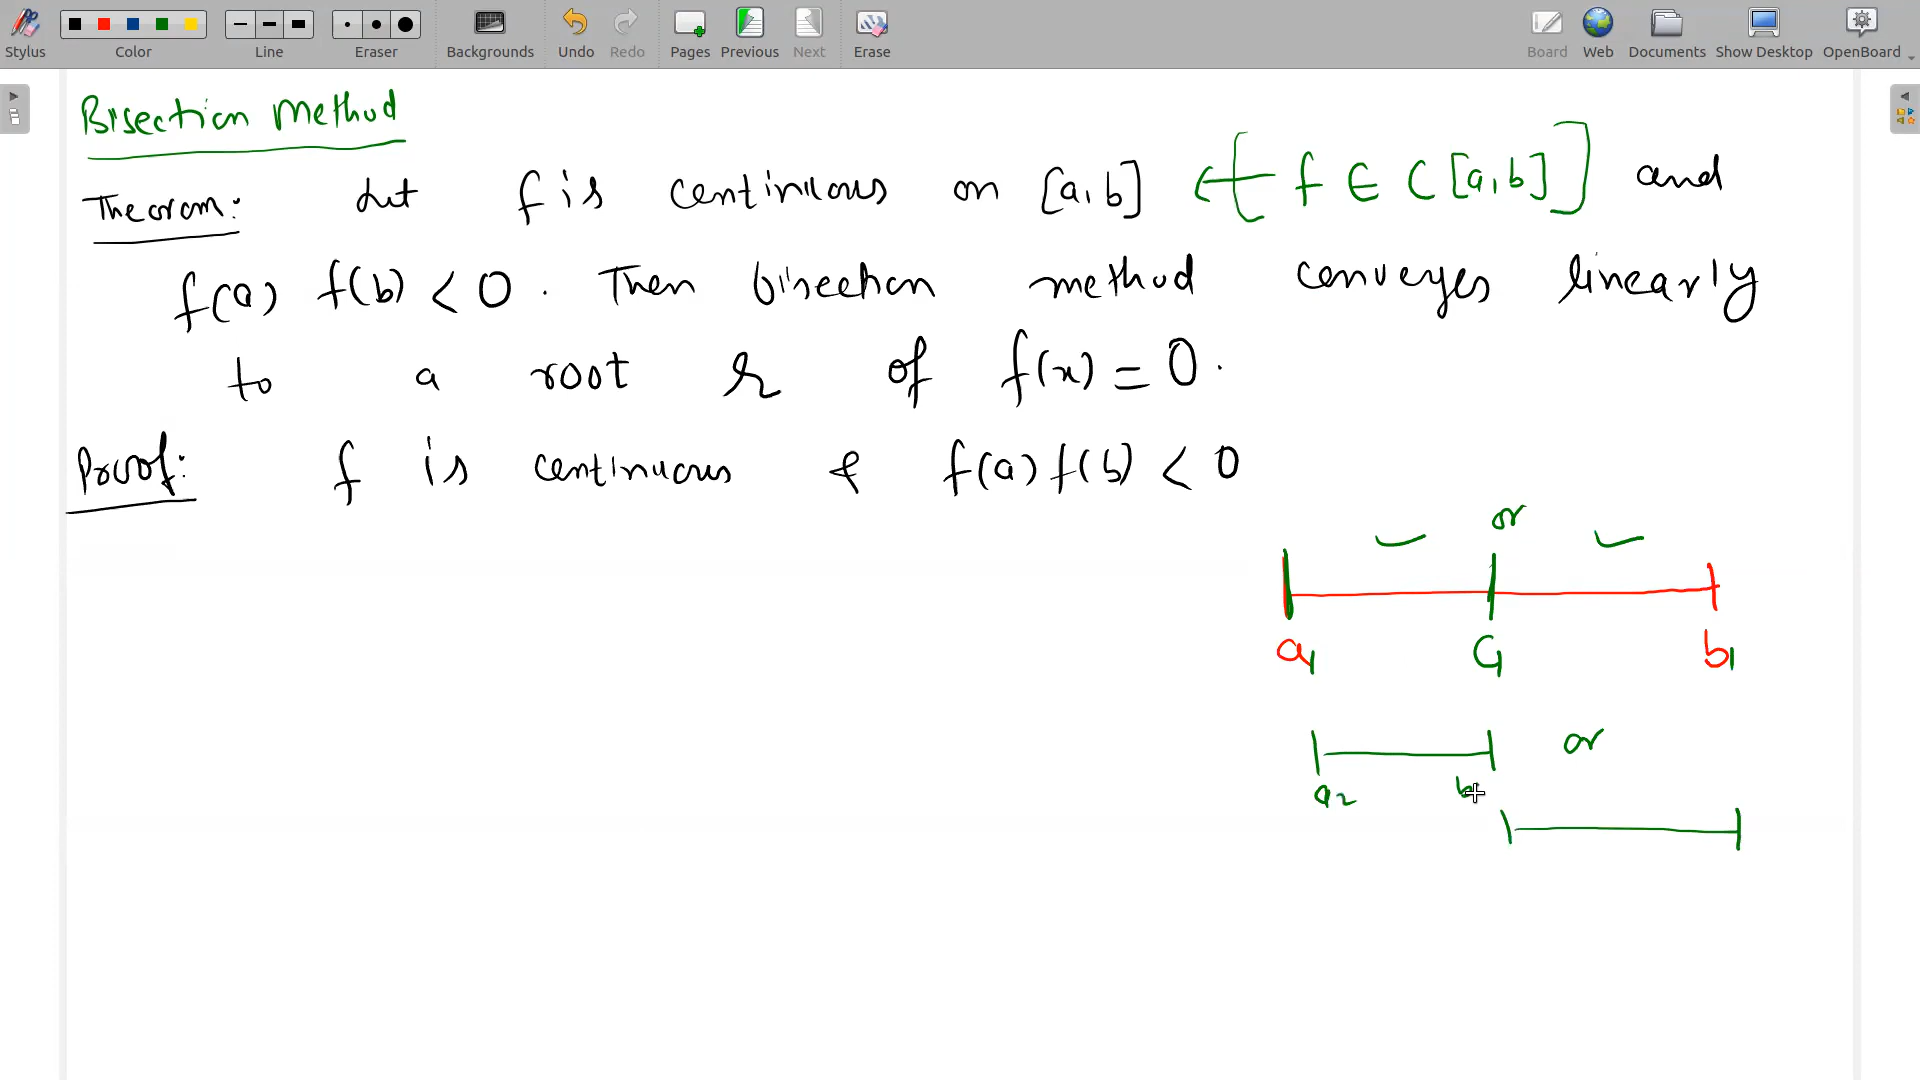 Stylus Color Line Eraser Backgrounds Undo Redo Pages Previous Next Erase Board Web Documents Show Desktop OpenBoard
Bisection Method
Theorem: Let f is continuous on [a,b] ← [ f ∈ C [a,b] ] and
f(a) f(b) < 0. Then bisection method converges linearly
to a root r of f(x) = 0.
Proof: f is continuous & f(a) f(b) < 0
or
a1 c1 b1
or
a2 b